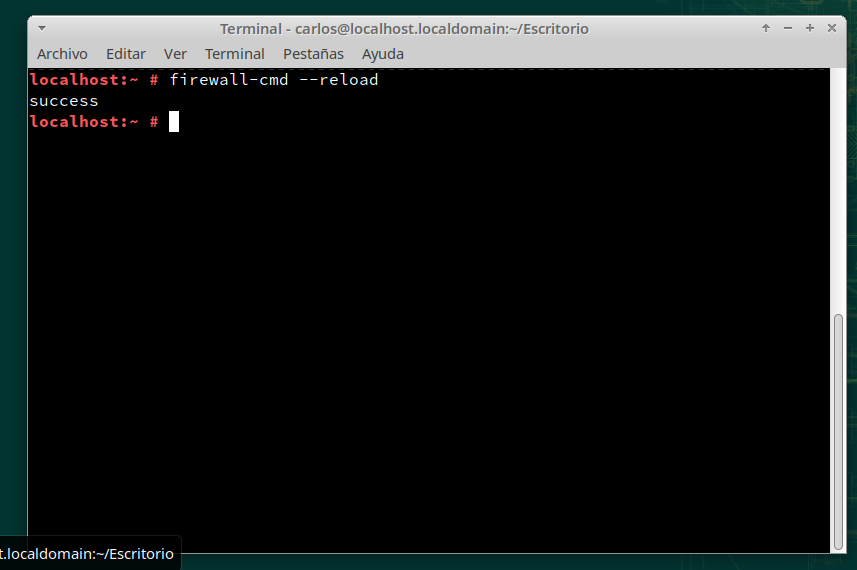 Terminal - carlos@localhost.localdomain:~/Escritorio
Archivo Editar Ver Terminal Pestañas Ayuda
localhost:~ # firewall-cmd --reload
success
localhost:~ #
t.localdomain:~/Escritorio